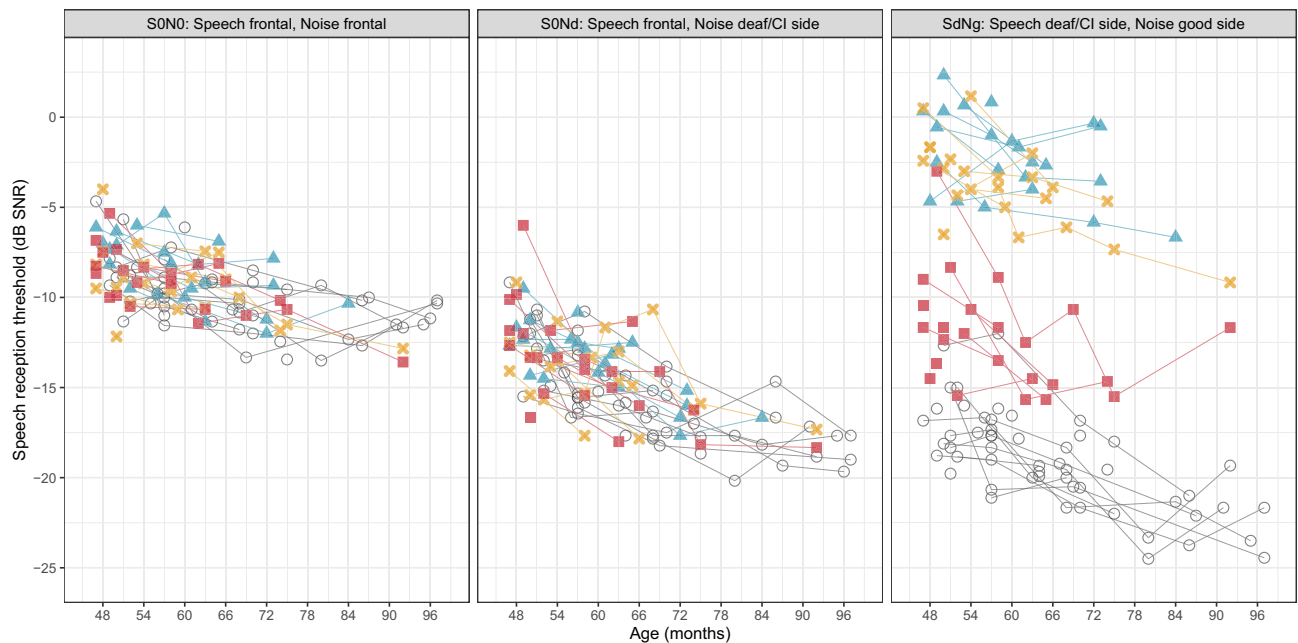 S0N0: Speech frontal, Noise frontal
S0Nd: Speech frontal, Noise deaf/CI side
SdNg: Speech deaf/CI side, Noise good side
Speech reception threshold (dB SNR)
0
−5
−10
−15
−20
−25
48 54 60 66 72 78 84 90 96
48 54 60 66 72 78 84 90 96
48 54 60 66 72 78 84 90 96
Age (months)